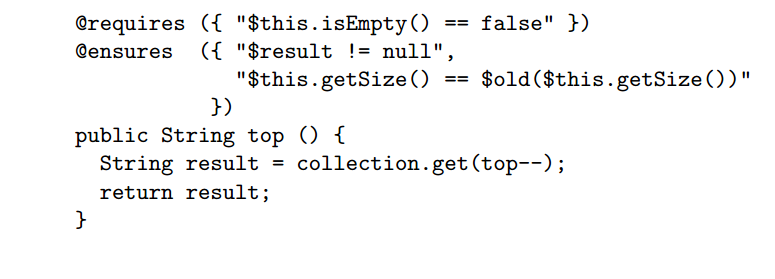 @requires ({ "$this.isEmpty() == false" })
@ensures  ({ "$result != null",
             "$this.getSize() == $old($this.getSize())"
           })
public String top () {
  String result = collection.get(top--);
  return result;
}